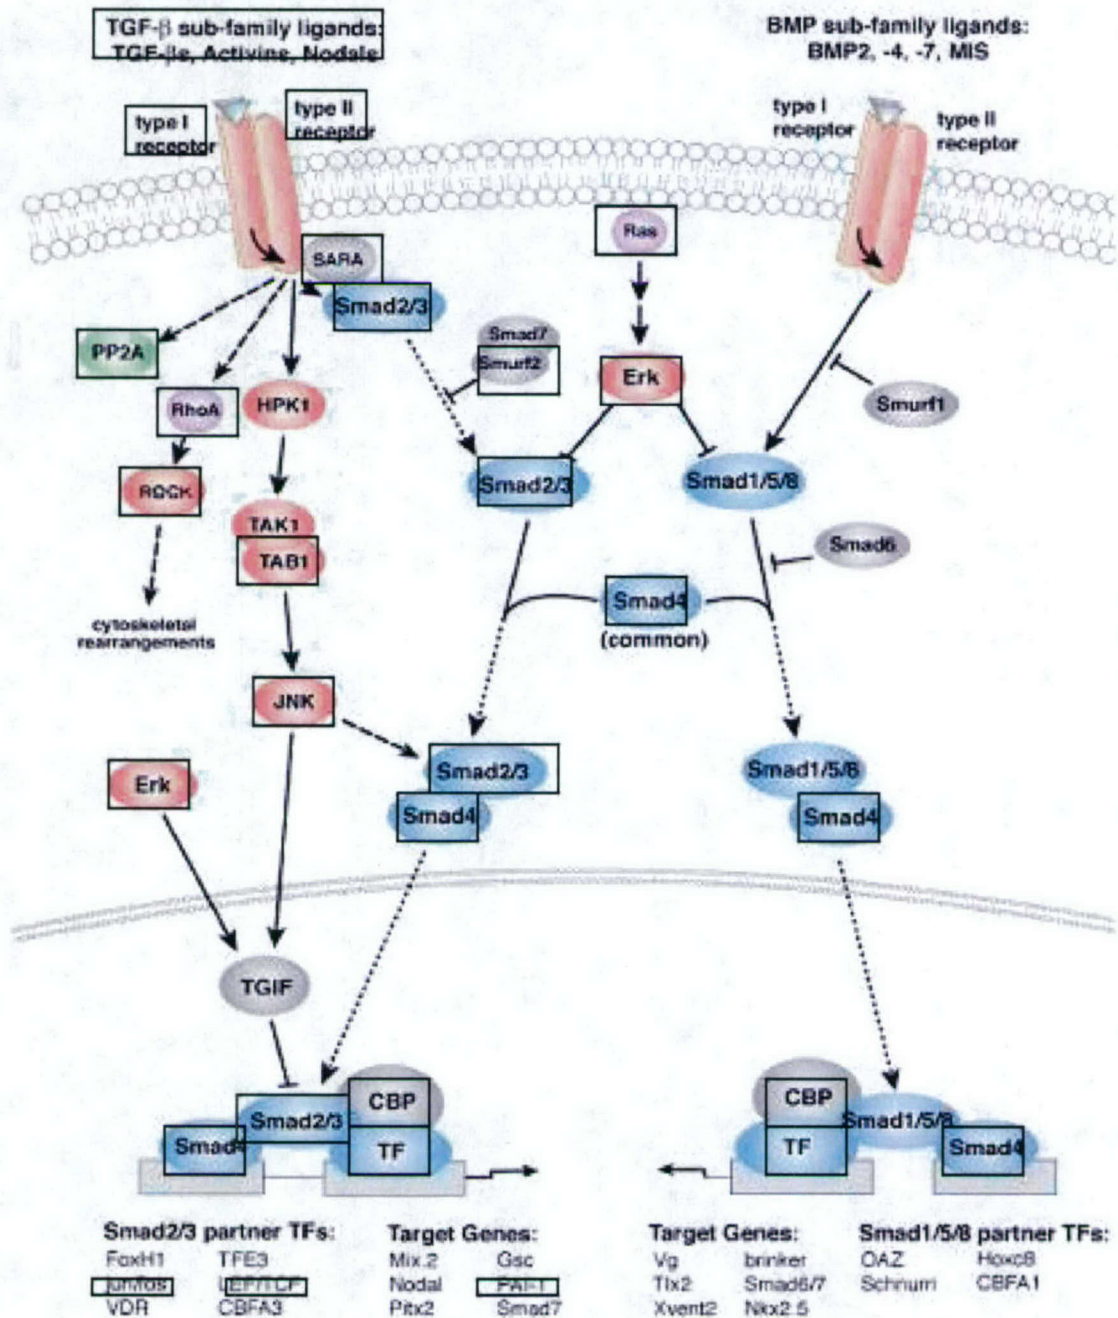 TGF-β sub-family ligands:
TGF-βs, Activins, Nodals
BMP sub-family ligands:
BMP2, -4, -7, MIS
type I
receptor
type II
receptor
type I
receptor
type II
receptor
Ras
SARA
Smad2/3
Smad7
Smurf2
PP2A
Erk
RhoA
HPK1
Smurf1
ROCK
Smad2/3
Smad1/5/8
TAK1
TAB1
Smad6
Smad4
(common)
cytoskeletal
rearrangements
JNK
Smad2/3
Smad4
Smad1/5/8
Smad4
Erk
TGIF
CBP
Smad2/3
Smad4
TF
CBP
Smad1/5/8
TF
Smad4
Smad2/3 partner TFs:
FoxH1 TFE3
jun/fos LEF/TCF
VDR CBFA3
Target Genes:
Mix.2 Gsc
Nodal PAI-1
Pitx2 Smad7
Target Genes:
Vg brinker
Tlx2 Smad6/7
Xvent2 Nkx2.5
Smad1/5/8 partner TFs:
OAZ Hoxc8
Schnurri CBFA1